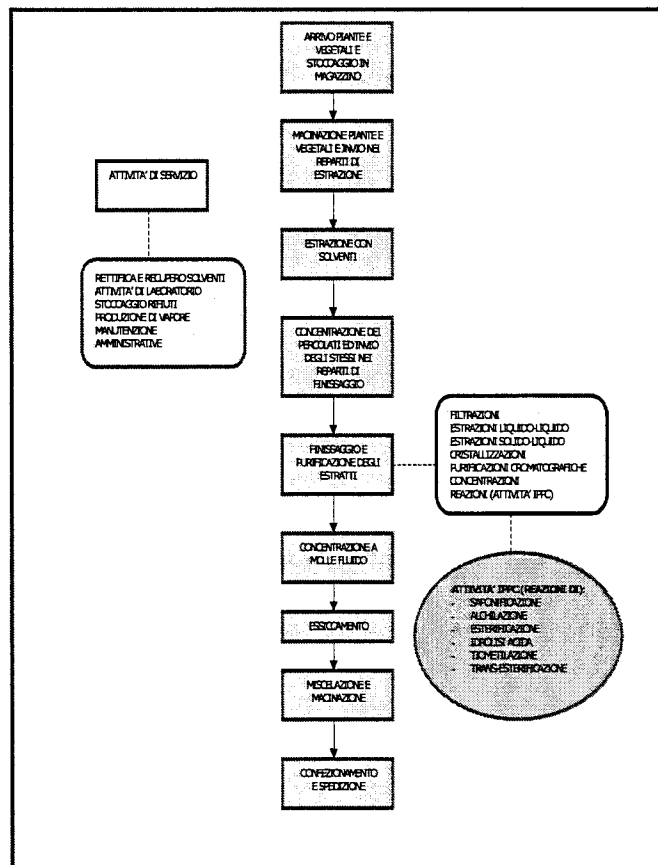 ARRIVO PIANTE E
VEGETALI E
STOCCAGGIO IN
MAGAZZINO
MACINAZIONE PIANTE E
VEGETALI E INVIO NEI
REPARTI DI
ESTRAZIONE
ATTIVITA' DI SERVIZIO
ESTRAZIONE CON
SOLVENTI
RETTIFICA E RECUPERO SOLVENTI
ATTIVITA' DI LABORATORIO
STOCCAGGIO RIFIUTI
PRODUZIONE DI VAPORE
MANUTENZIONE
AMMINISTRATIVE
CONCENTRAZIONE DEI
PERCOLATI ED INVIO
DEGLI STESSI NEI
REPARTI DI
FINISSAGGIO
FINISSAGGIO E
PURIFICAZIONE DEGLI
ESTRATTI
FILTRAZIONI
ESTRAZIONI LIQUIDO-LIQUIDO
ESTRAZIONI SOLIDO-LIQUIDO
CRISTALLIZZAZIONI
PURIFICAZIONI CROMATOGRAFICHE
CONCENTRAZIONI
REAZIONI (ATTIVITA' IPPC)
CONCENTRAZIONE A
MOLLE FLUIDO
ATTIVITA' IPPC (REAZIONE DI):
- SAPONIFICAZIONE
- ALCHILAZIONE
- ESTERIFICAZIONE
- IDROLISI ACIDA
- TIOMETILAZIONE
- TRANS-ESTERIFICAZIONE
ESSICCAMENTO
MISCELAZIONE E
MACINAZIONE
CONFEZIONAMENTO
E SPEDIZIONE